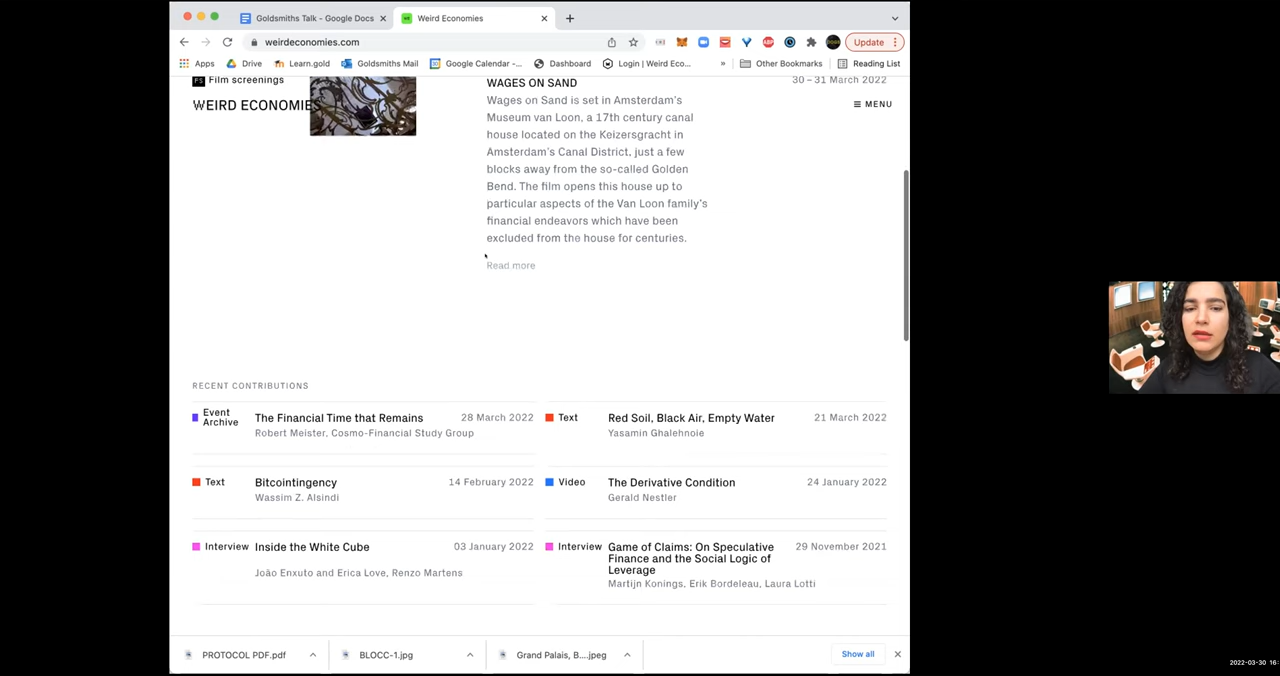 Goldsmiths Talk - Google Docs
Weird Economies
weirdeconomies.com
Update
Apps
Drive
Learn.gold
Goldsmiths Mail
Google Calendar -...
Dashboard
Login | Weird Eco...
»
Other Bookmarks
Reading List
FS Film screenings
WEIRD ECONOMIES
WAGES ON SAND
30 – 31 March 2022
MENU
Wages on Sand is set in Amsterdam's
Museum van Loon, a 17th century canal
house located on the Keizersgracht in
Amsterdam's Canal District, just a few
blocks away from the so-called Golden
Bend. The film opens this house up to
particular aspects of the Van Loon family's
financial endeavors which have been
excluded from the house for centuries.
Read more
RECENT CONTRIBUTIONS
Event
Archive
The Financial Time that Remains
28 March 2022
Robert Meister, Cosmo-Financial Study Group
Text
Red Soil, Black Air, Empty Water
21 March 2022
Yasamin Ghalehnoie
Text
Bitcointingency
14 February 2022
Wassim Z. Alsindi
Video
The Derivative Condition
24 January 2022
Gerald Nestler
Interview
Inside the White Cube
03 January 2022
João Enxuto and Erica Love, Renzo Martens
Interview
Game of Claims: On Speculative
Finance and the Social Logic of
Leverage
29 November 2021
Martijn Konings, Erik Bordeleau, Laura Lotti
PROTOCOL PDF.pdf
BLOCC-1.jpg
Grand Palais, B....jpeg
Show all
2022-03-30 16: